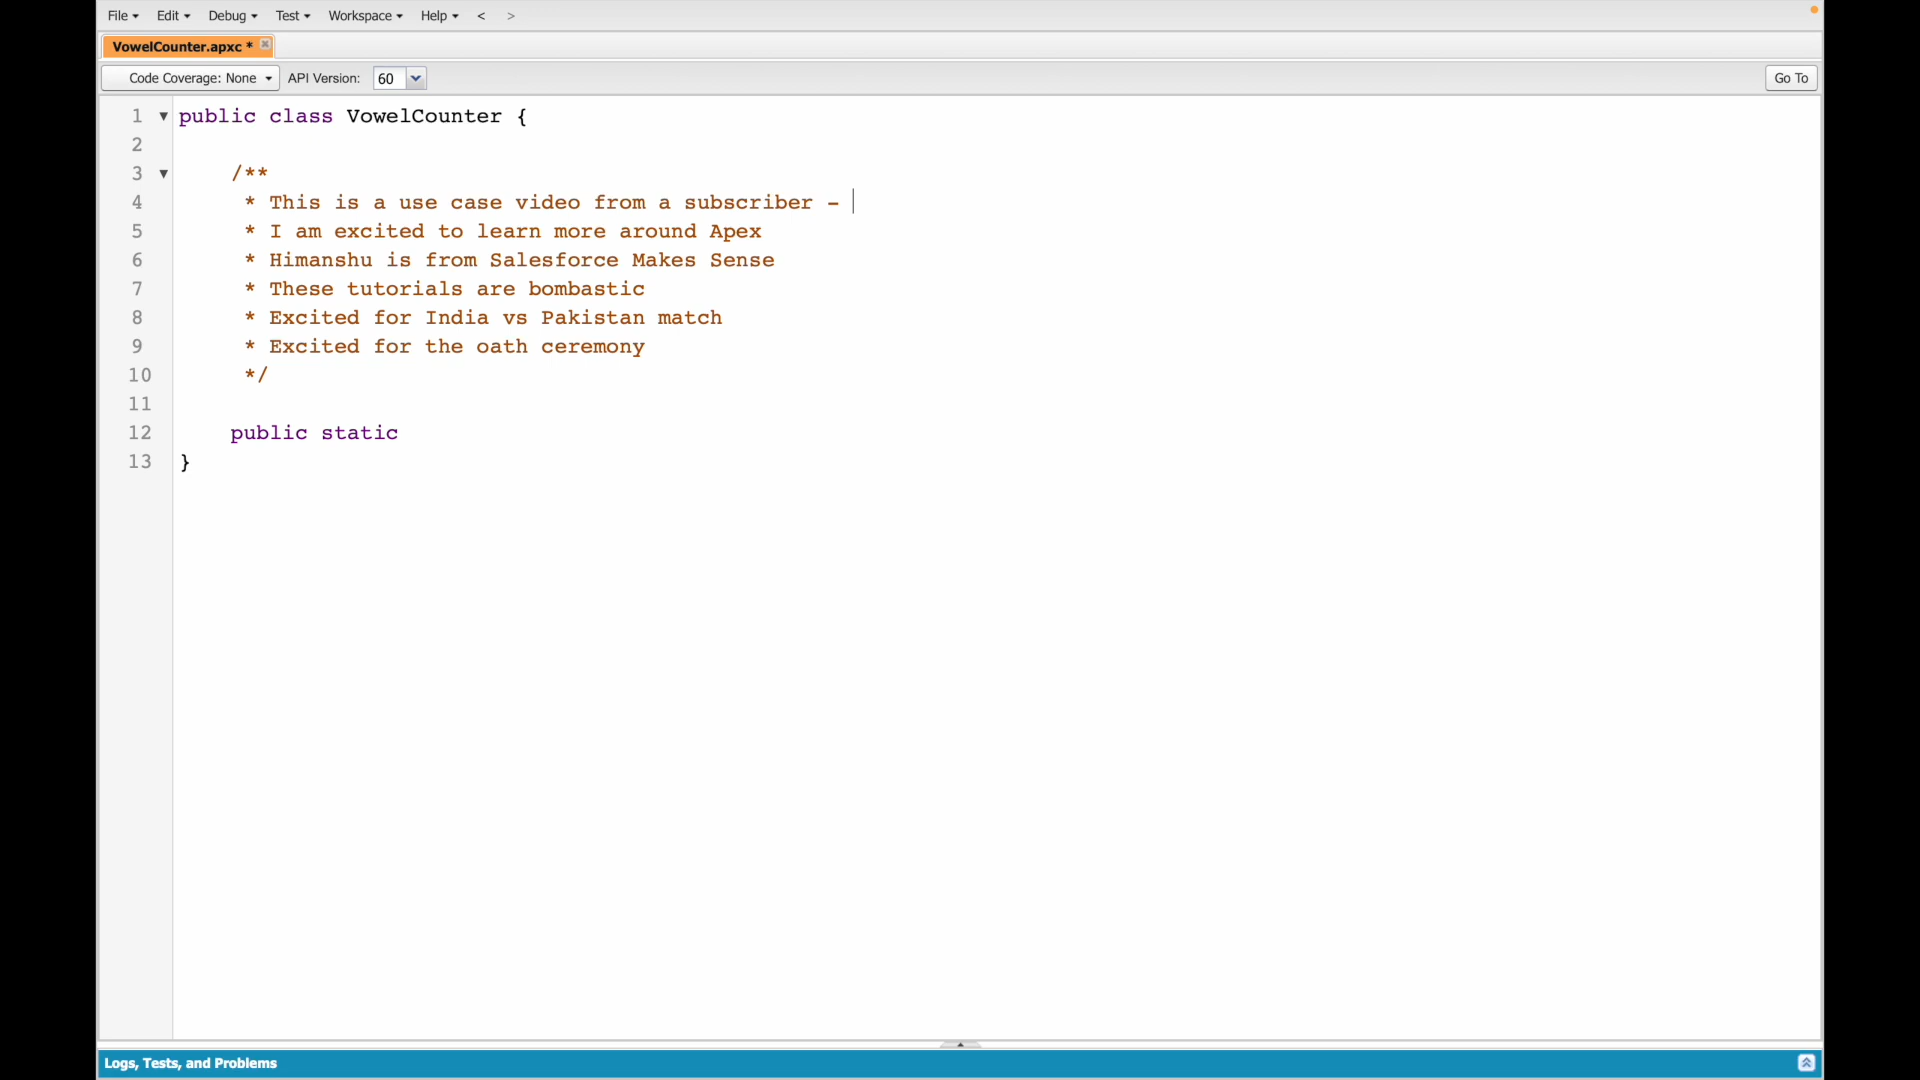 File Edit Debug Test Workspace Help < >
VowelCounter.apxc *
Code Coverage: None API Version: 60 Go To
1 public class VowelCounter {
2
3 /**
4 * This is a use case video from a subscriber -
5 * I am excited to learn more around Apex
6 * Himanshu is from Salesforce Makes Sense
7 * These tutorials are bombastic
8 * Excited for India vs Pakistan match
9 * Excited for the oath ceremony
10 */
11
12 public static
13 }
Logs, Tests, and Problems